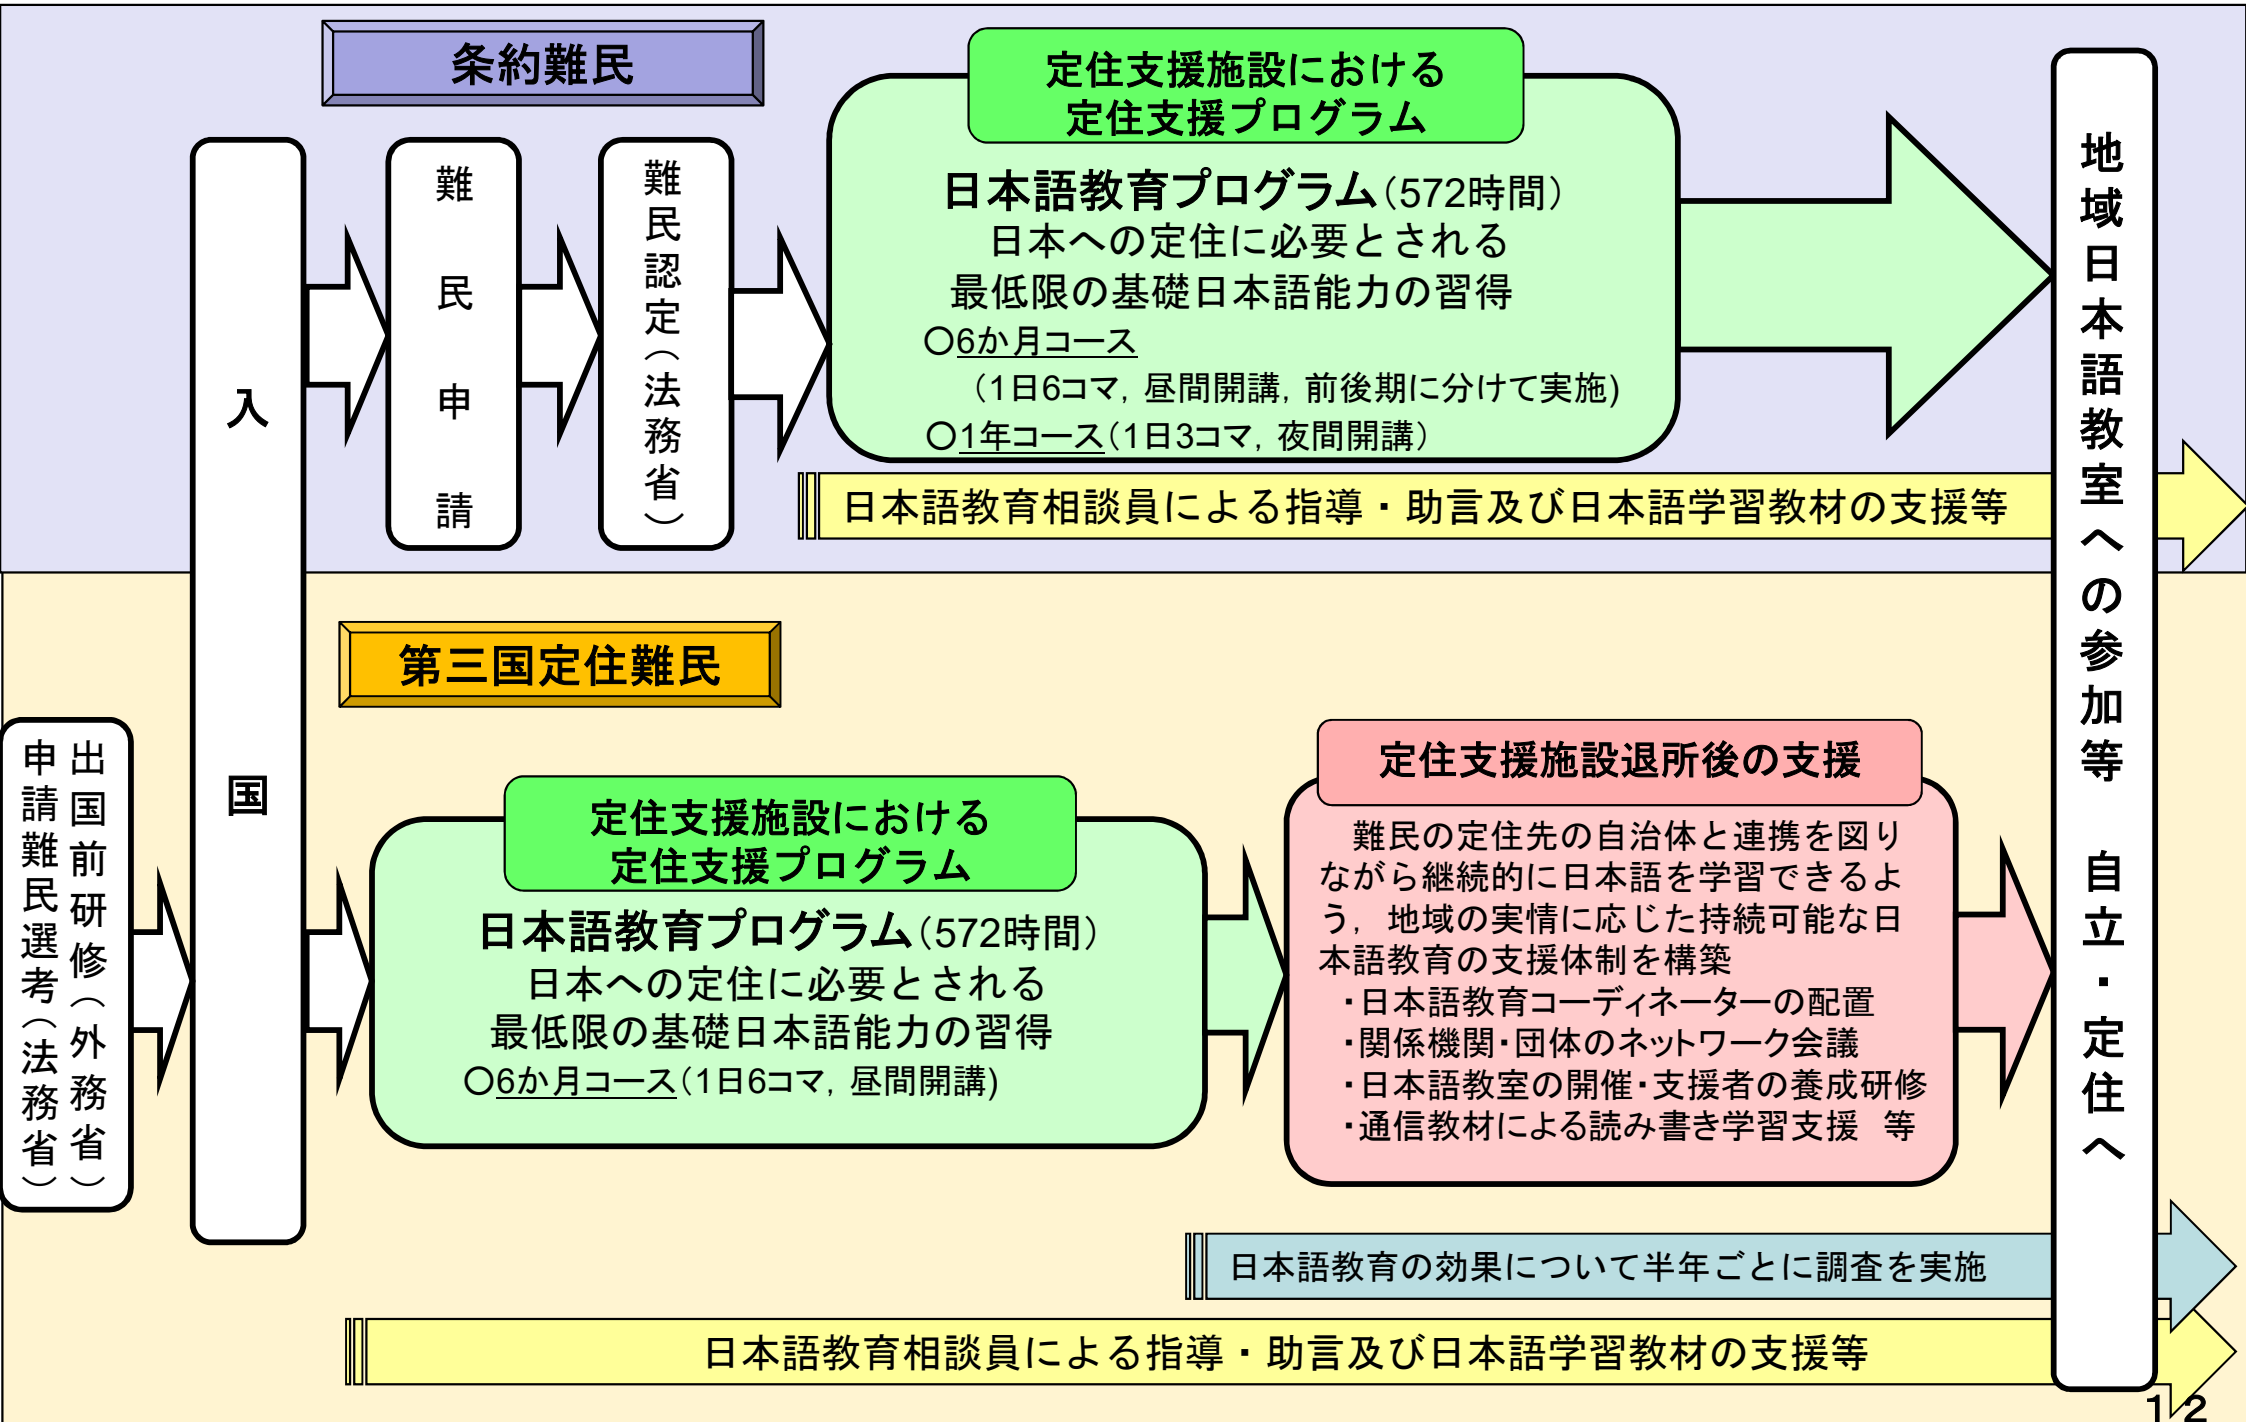 条約難民
入国
難民申請
難民認定（法務省）
定住支援施設における
定住支援プログラム
日本語教育プログラム（572時間）
日本への定住に必要とされる
最低限の基礎日本語能力の習得
○6か月コース
（1日6コマ，昼間開講，前後期に分けて実施)
○1年コース（1日3コマ，夜間開講）
日本語教育相談員による指導・助言及び日本語学習教材の支援等
地域日本語教室への参加等　自立・定住へ
第三国定住難民
出国前研修（外務省）
申請難民選考（法務省）
定住支援施設における
定住支援プログラム
日本語教育プログラム（572時間）
日本への定住に必要とされる
最低限の基礎日本語能力の習得
○6か月コース（1日6コマ，昼間開講)
定住支援施設退所後の支援
難民の定住先の自治体と連携を図り
ながら継続的に日本語を学習できるよ
う，地域の実情に応じた持続可能な日
本語教育の支援体制を構築
・日本語教育コーディネーターの配置
・関係機関・団体のネットワーク会議
・日本語教室の開催・支援者の養成研修
・通信教材による読み書き学習支援　等
日本語教育の効果について半年ごとに調査を実施
日本語教育相談員による指導・助言及び日本語学習教材の支援等
12